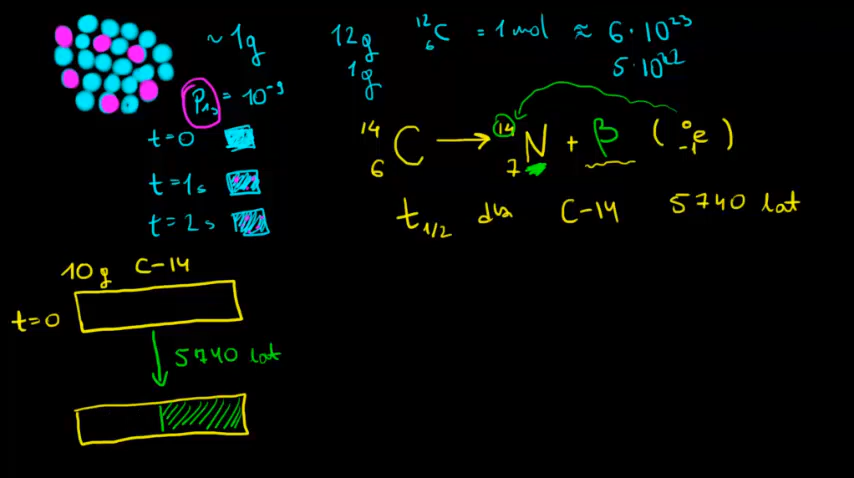 ~ 1g
12g ¹²₆C = 1 mol ≈ 6·10²³
1g 5·10²²
P₁ₛ = 10⁻⁹
t=0
t=1s
t=2s
¹⁴₆C → ¹⁴₇N + β (⁰₋₁e)
t₁/₂ dla C-14 5740 lat
10g C-14
t=0
5740 lat